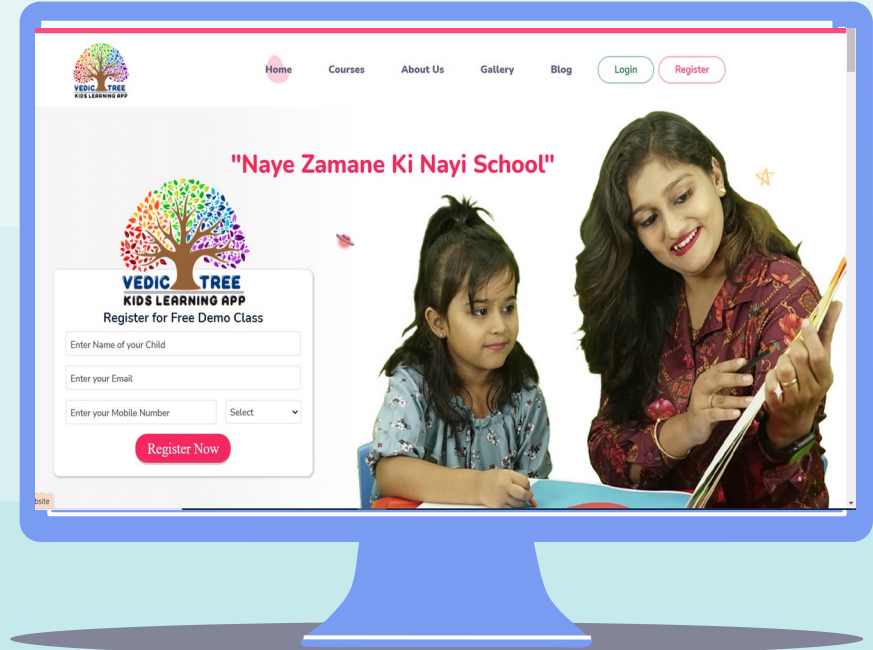 VEDIC TREE
KIDS LEARNING APP
Home Courses About Us Gallery Blog Login Register
"Naye Zamane Ki Nayi School"
VEDIC TREE
KIDS LEARNING APP
Register for Free Demo Class
Enter Name of your Child
Enter your Email
Enter your Mobile Number Select
Register Now
bsite